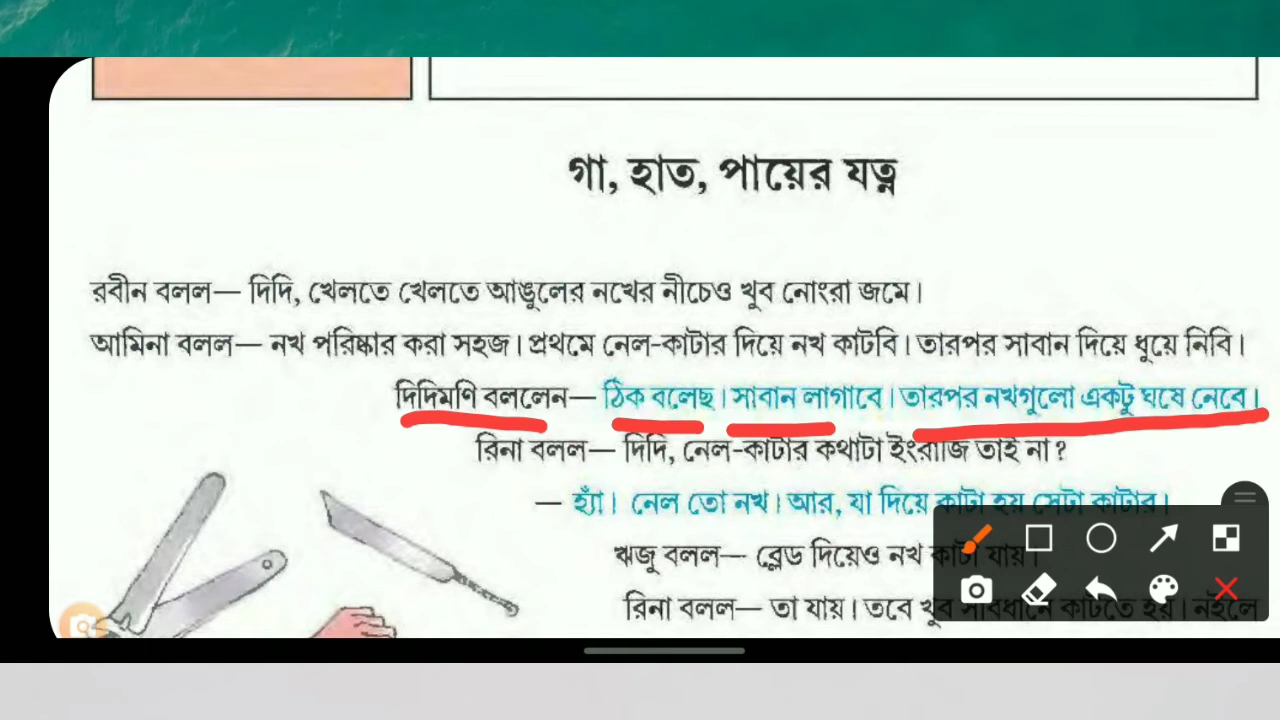 গা, হাত, পায়ের যত্ন
রবীন বলল— দিদি, খেলতে খেলতে আঙুলের নখের নীচেও খুব নোংরা জমে।
আমিনা বলল— নখ পরিষ্কার করা সহজ। প্রথমে নেল-কাটার দিয়ে নখ কাটবি। তারপর সাবান দিয়ে ধুয়ে নিবি।
দিদিমণি বললেন— ঠিক বলেছ। সাবান লাগাবে। তারপর নখগুলো একটু ঘষে নেবে।
রিনা বলল— দিদি, নেল-কাটার কথাটা ইংরাজি তাই না?
— হ্যাঁ। নেল তো নখ। আর, যা দিয়ে কাটা হয় সেটা কাটার।
ঋজু বলল— ব্লেড দিয়েও নখ কাটা যায়।
রিনা বলল— তা যায়। তবে খুব সাবধানে কাটতে হয়। নইলে